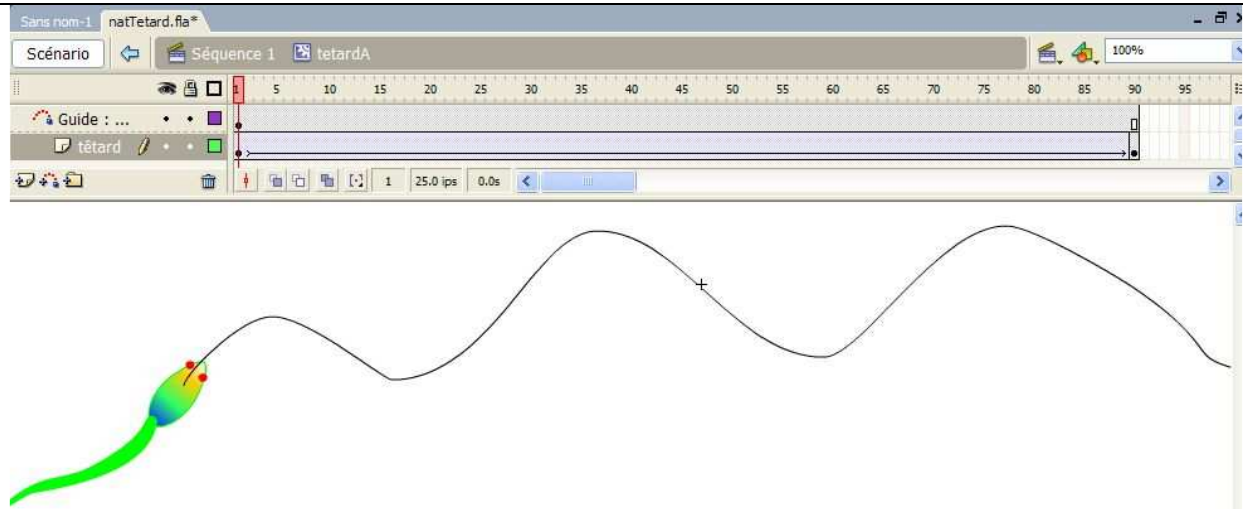 Sans nom-1 natTetard.fla*
Scénario Séquence 1 tetardA 100%
1 5 10 15 20 25 30 35 40 45 50 55 60 65 70 75 80 85 90 95
Guide : ...
têtard
1 25.0 ips 0.0s